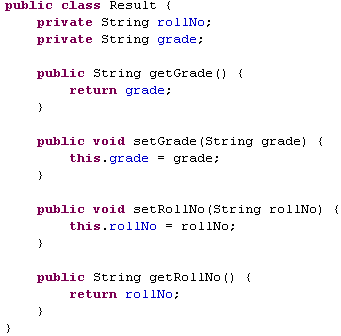 public class Result {
    private String rollNo;
    private String grade;

    public String getGrade() {
        return grade;
    }

    public void setGrade(String grade) {
        this.grade = grade;
    }

    public void setRollNo(String rollNo) {
        this.rollNo = rollNo;
    }

    public String getRollNo() {
        return rollNo;
    }
}